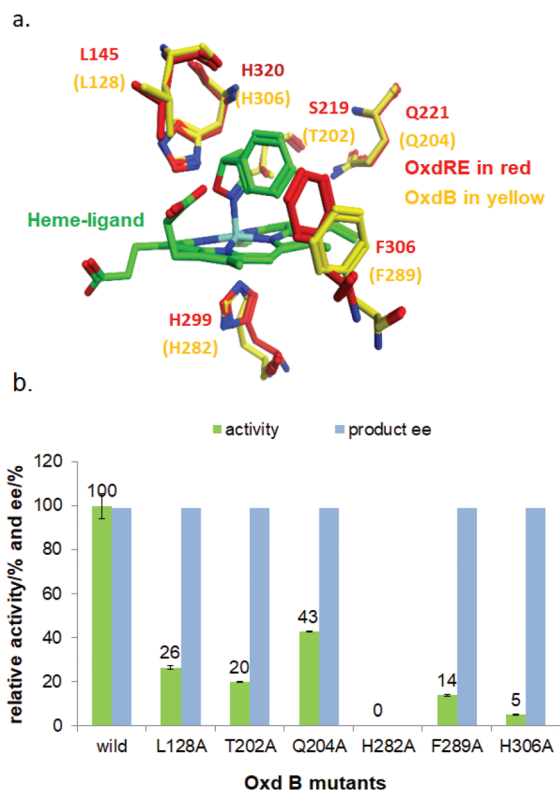 a.
L145
(L128)
H320
(H306)
S219
(T202)
Q221
(Q204)
OxdRE in red
OxdB in yellow
Heme-ligand
F306
(F289)
H299
(H282)
b.
activity product ee
relative activity/% and ee/%
120
100
80
60
40
20
0
100
26
20
43
0
14
5
wild L128A T202A Q204A H282A F289A H306A
Oxd B mutants